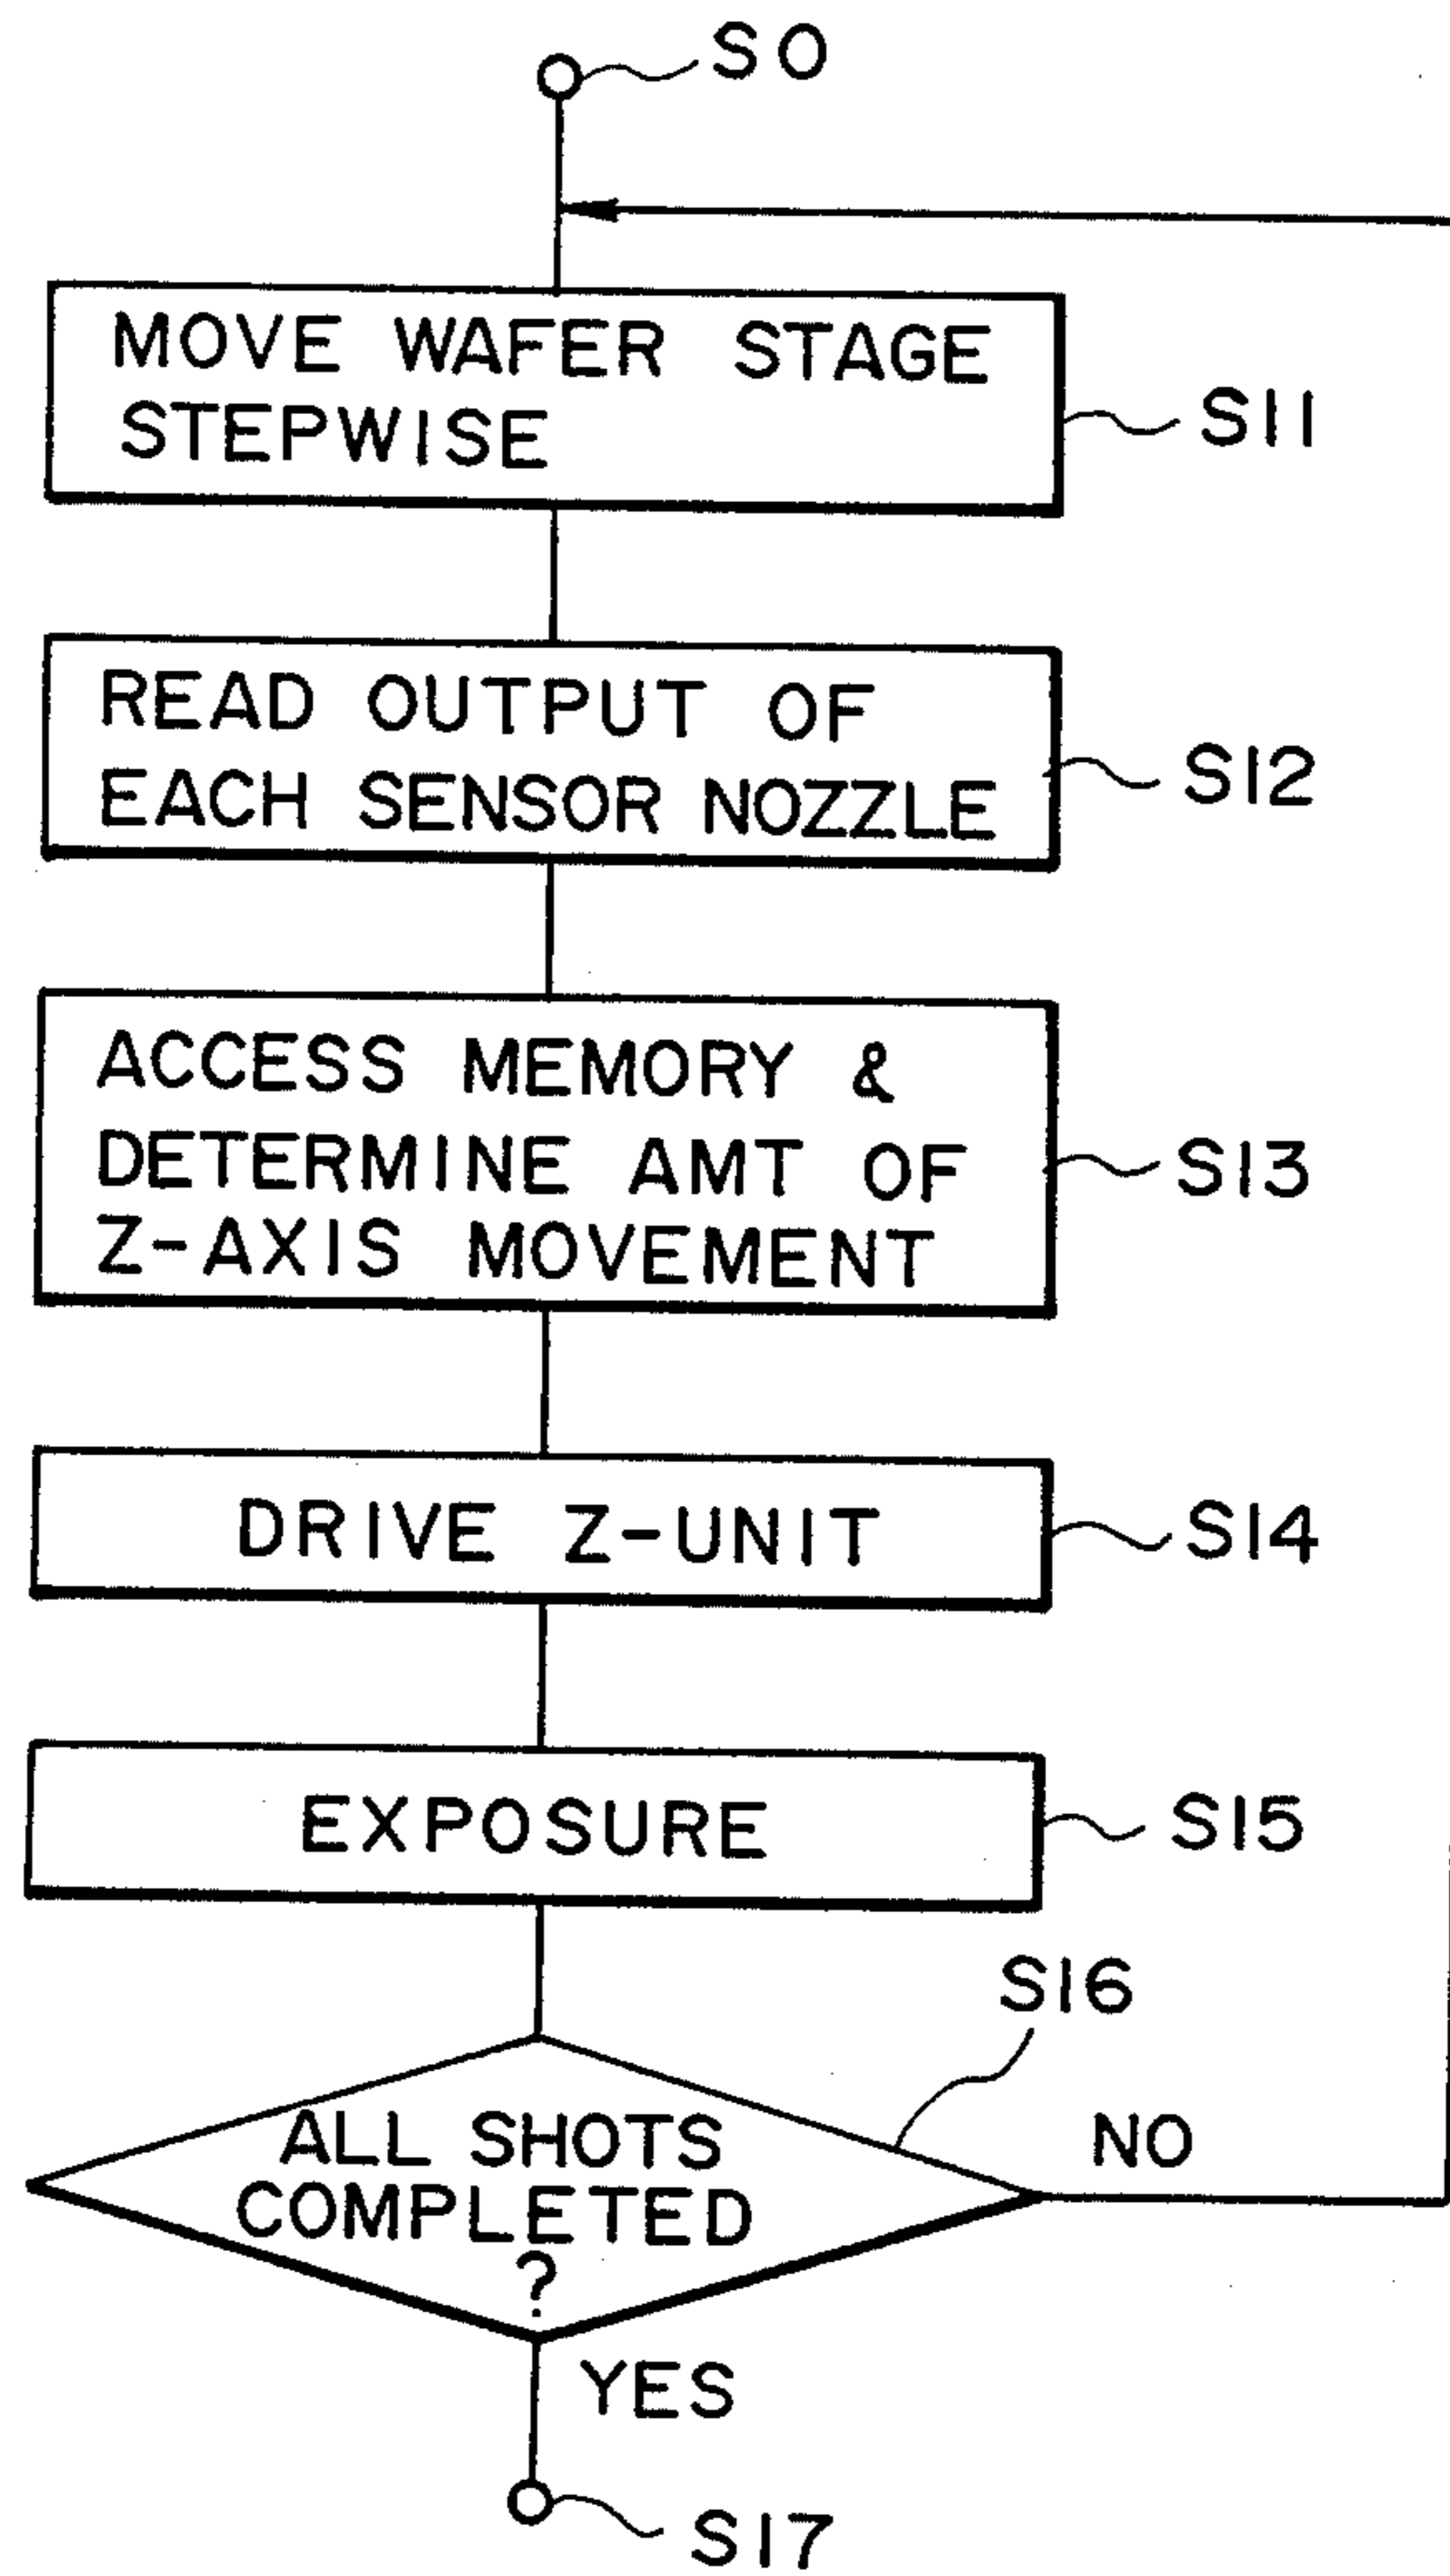 S0
MOVE WAFER STAGE
STEPWISE
S11
READ OUTPUT OF
EACH SENSOR NOZZLE
S12
ACCESS MEMORY &
DETERMINE AMT OF
Z-AXIS MOVEMENT
S13
DRIVE Z-UNIT
S14
EXPOSURE
S15
S16
ALL SHOTS
COMPLETED
?
NO
YES
S17